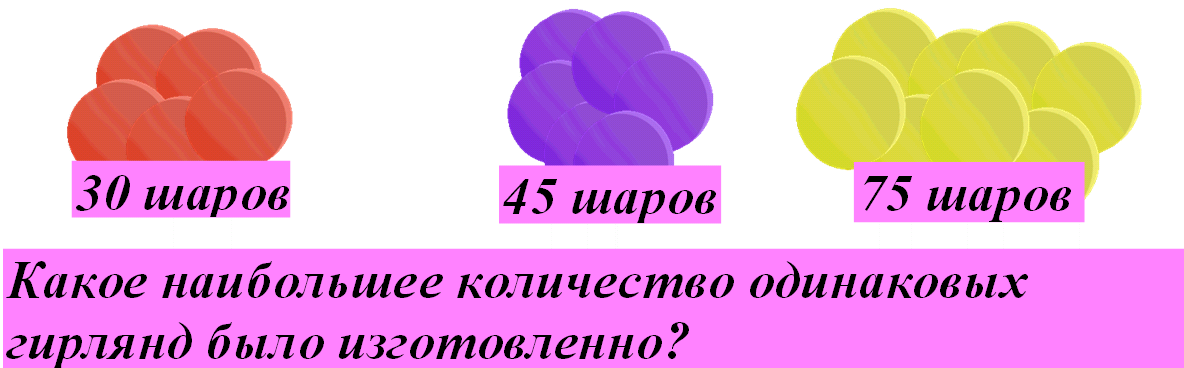 30 шаров
45 шаров
75 шаров
Какое наибольшее количество одинаковых
гирлянд было изготовленно?